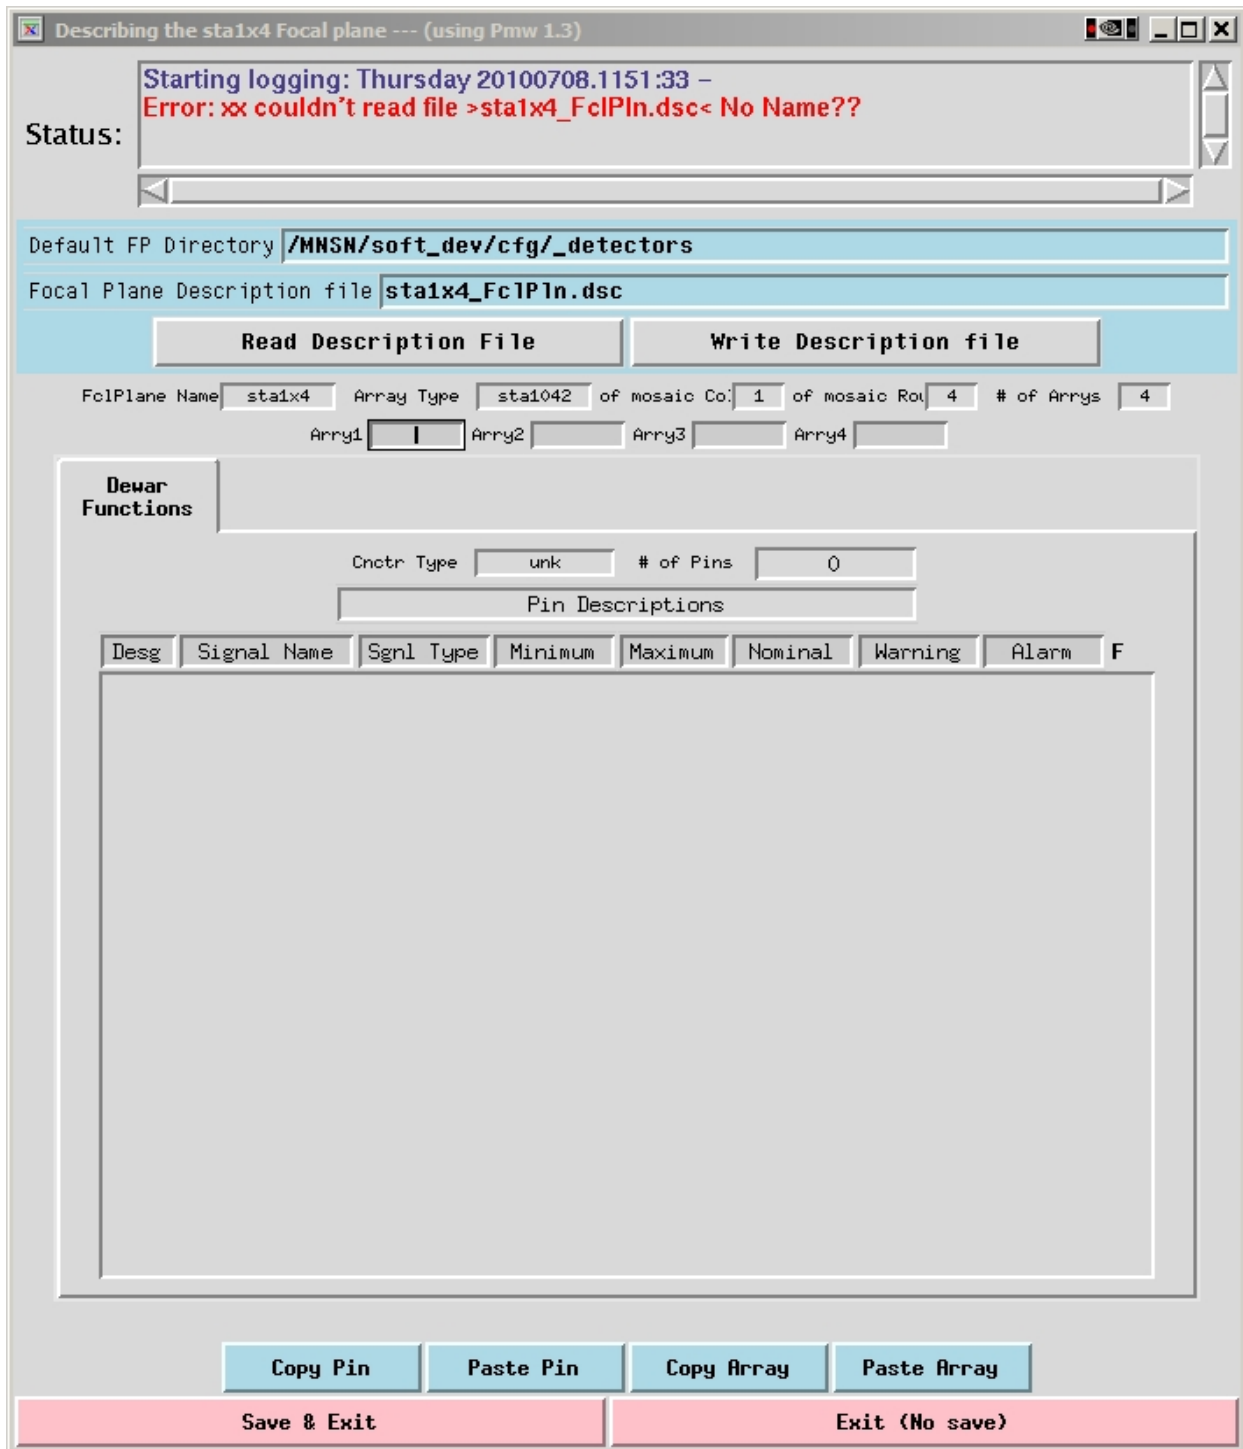 Describing the sta1x4 Focal plane --- (using Pmw 1.3)
Starting logging: Thursday 20100708.1151:33 –
Error: xx couldn't read file >sta1x4_FclPln.dsc< No Name??
Status:
Default FP Directory /MNSN/soft_dev/cfg/_detectors
Focal Plane Description file sta1x4_FclPln.dsc
Read Description File Write Description file
FclPlane Name sta1x4 Array Type sta1042 of mosaic Col 1 of mosaic Row 4 # of Arrys 4
Arry1 Arry2 Arry3 Arry4
Dewar
Functions
Cnctr Type unk # of Pins 0
Pin Descriptions
Desg Signal Name Sgnl Type Minimum Maximum Nominal Warning Alarm F
Copy Pin Paste Pin Copy Array Paste Array
Save & Exit Exit (No save)